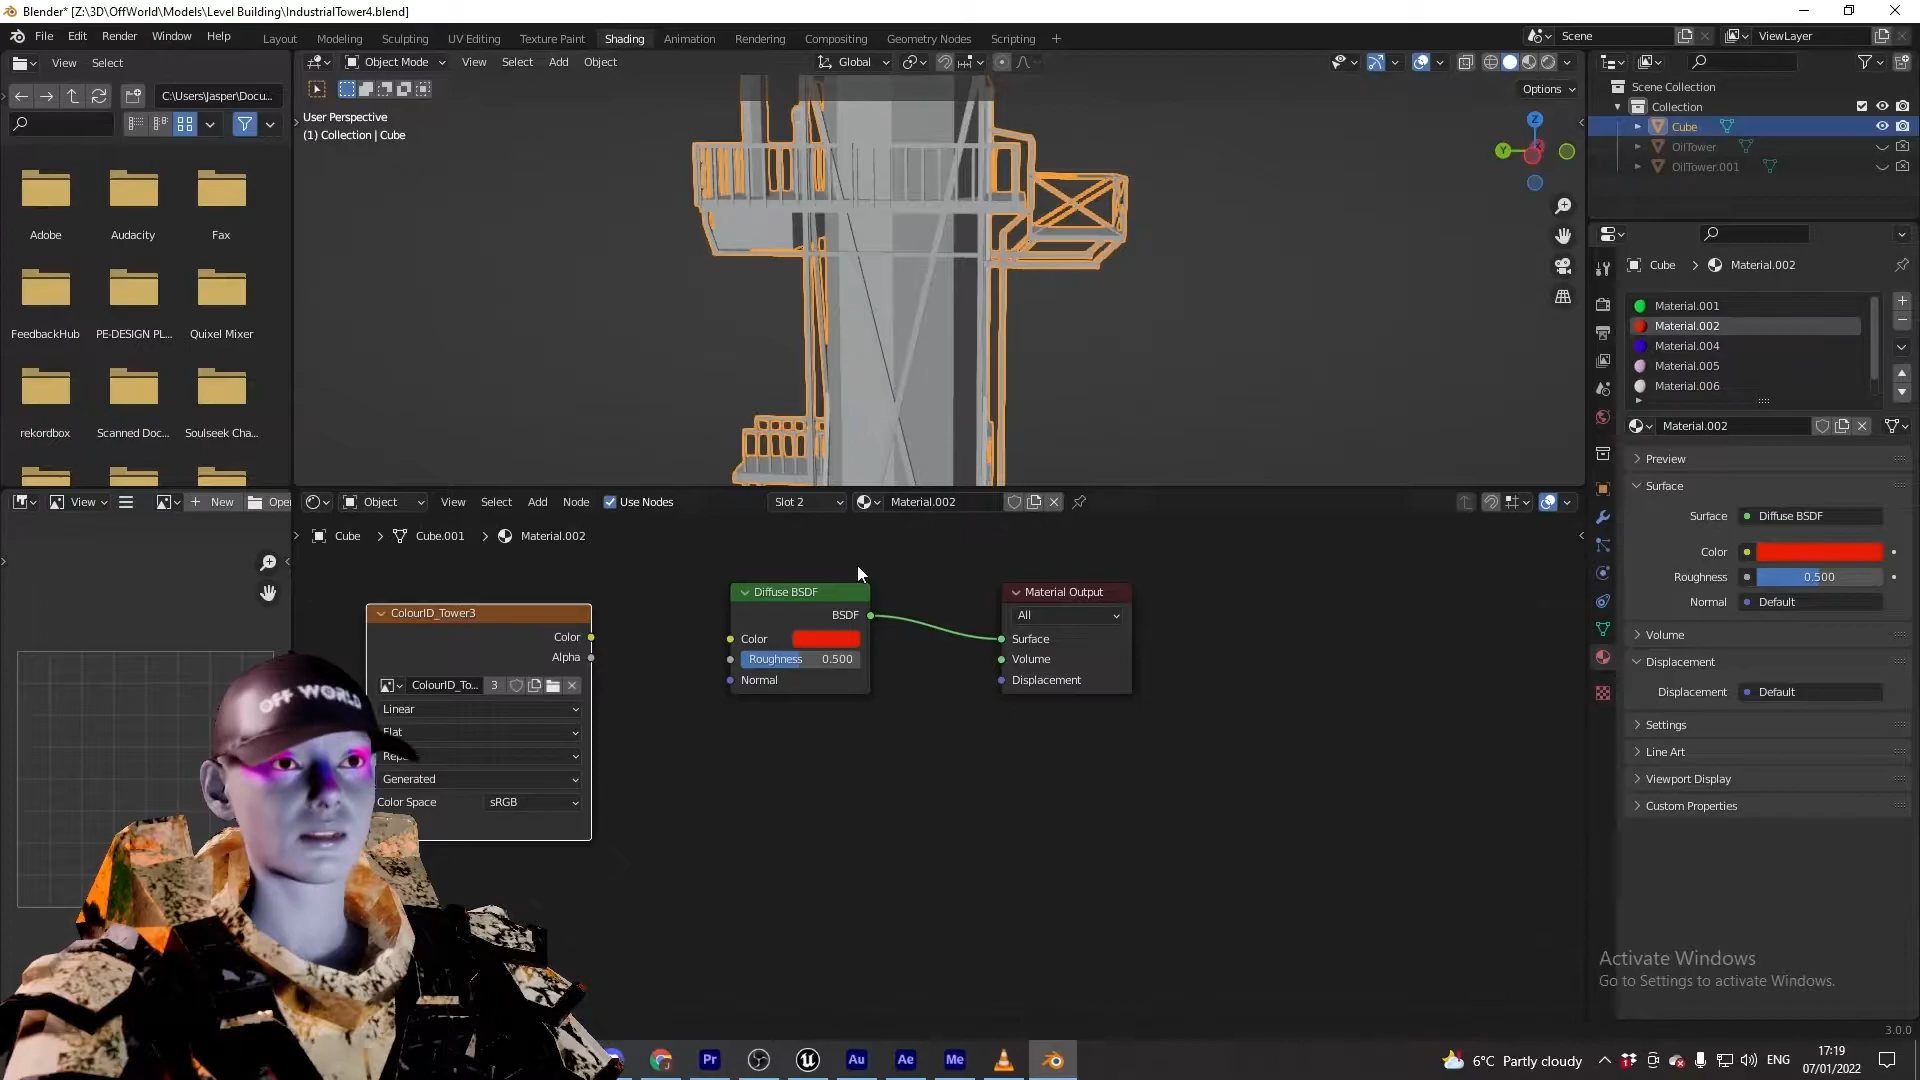 Blender* [Z:\3D\OffWorld\Models\Level Building\IndustrialTower4.blend]
File Edit Render Window Help
Layout Modeling Sculpting UV Editing Texture Paint Shading Animation Rendering Compositing Geometry Nodes Scripting +
Scene
ViewLayer
View Select
C:\Users\Jasper\Docu...
Adobe Audacity Fax
FeedbackHub PE-DESIGN PL... Quixel Mixer
rekordbox Scanned Doc... Soulseek Cha...
Object Mode View Select Add Object
Global
Options
User Perspective
(1) Collection | Cube
Z
Y
Scene Collection
Collection
Cube
OilTower
OilTower.001
Cube > Material.002
Material.001
Material.002
Material.004
Material.005
Material.006
Material.002
Preview
Surface
Surface Diffuse BSDF
Color
Roughness 0.500
Normal Default
Volume
Displacement
Displacement Default
Settings
Line Art
Viewport Display
Custom Properties
View
New
Ope
Object View Select Add Node Use Nodes
Slot 2
Material.002
Cube > Cube.001 > Material.002
ColourID_Tower3
Color
Alpha
ColourID_To... 3
Linear
Flat
Rep
Generated
Color Space sRGB
Diffuse BSDF
BSDF
Color
Roughness 0.500
Normal
Material Output
All
Surface
Volume
Displacement
OFF WORLD
Activate Windows
Go to Settings to activate Windows.
3.0.0
Pr Au Ae Me
6°C Partly cloudy
ENG
17:19
07/01/2022